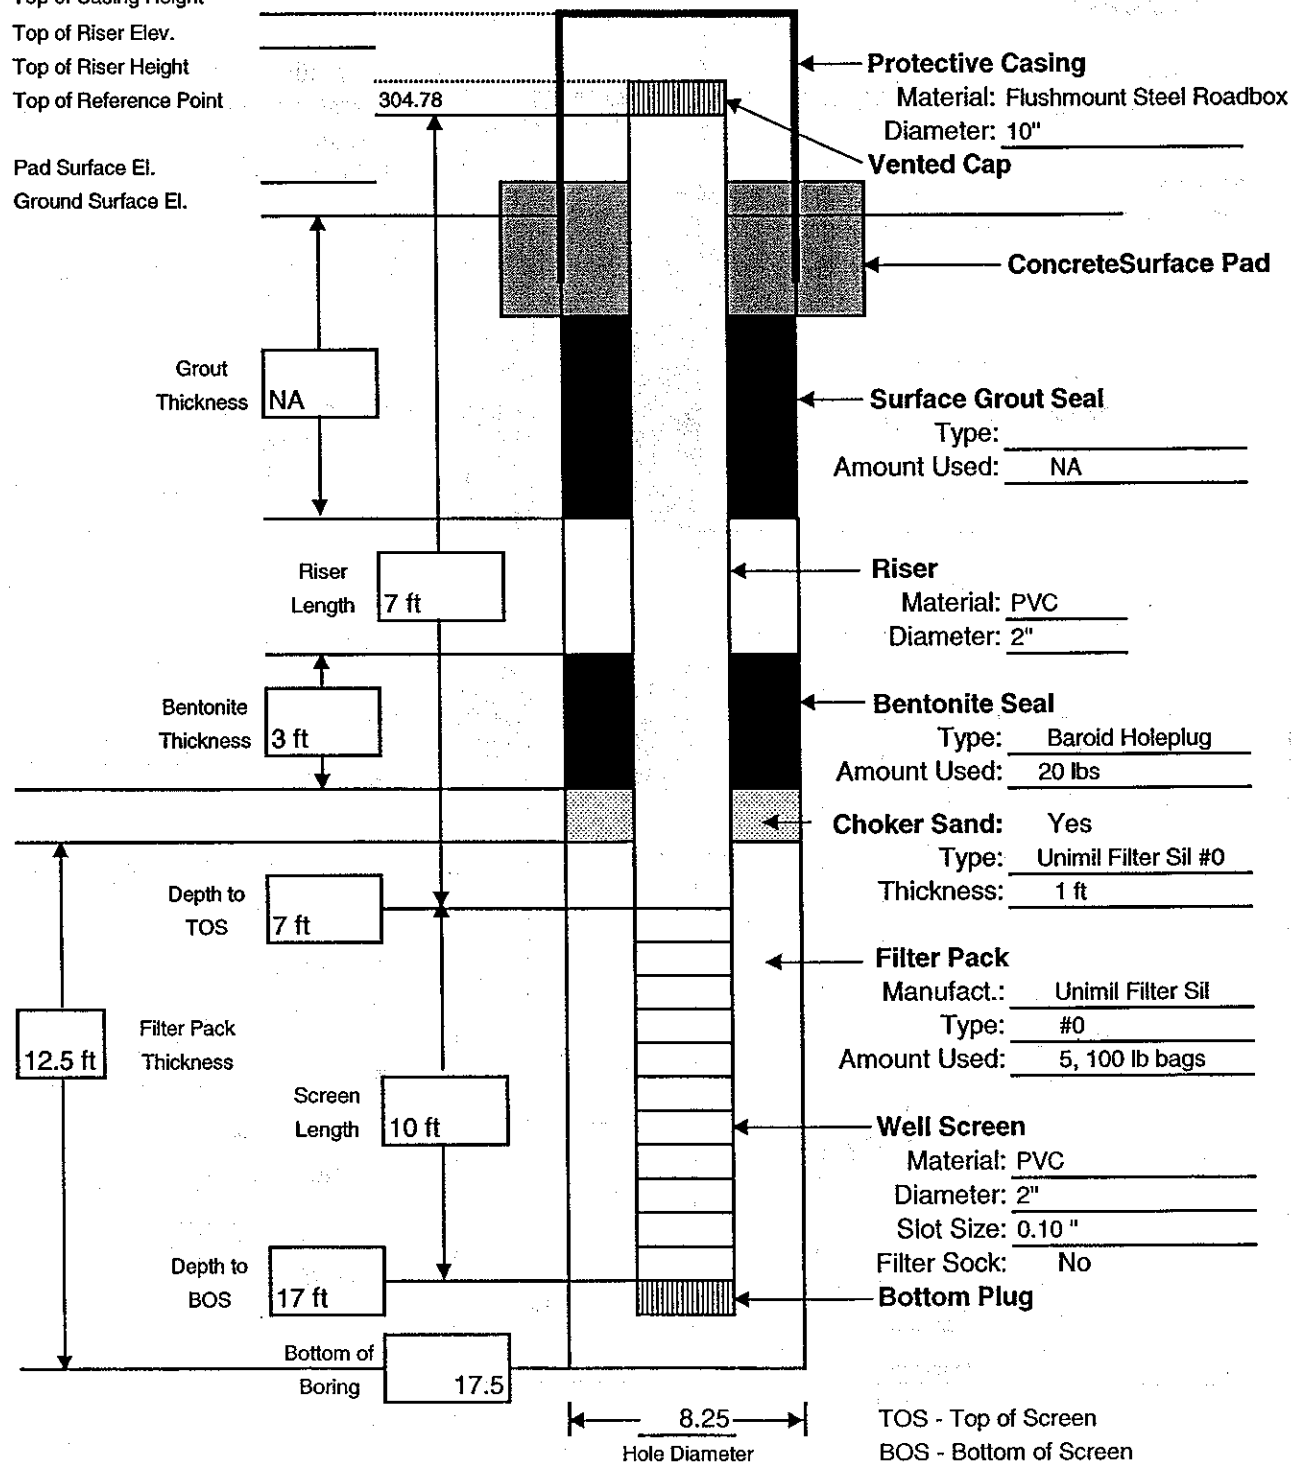 Top of Casing Height
Top of Riser Elev.
Top of Riser Height
Top of Reference Point 304.78
Pad Surface El.
Ground Surface El.
Protective Casing
Material: Flushmount Steel Roadbox
Diameter: 10"
Vented Cap
ConcreteSurface Pad
Grout
Thickness
NA
Surface Grout Seal
Type:
Amount Used: NA
Riser
Length
7 ft
Riser
Material: PVC
Diameter: 2"
Bentonite
Thickness
3 ft
Bentonite Seal
Type: Baroid Holeplug
Amount Used: 20 lbs
Choker Sand: Yes
Type: Unimil Filter Sil #0
Thickness: 1 ft
Depth to
TOS
7 ft
Filter Pack
Manufact.: Unimil Filter Sil
Type: #0
Amount Used: 5, 100 lb bags
12.5 ft
Filter Pack
Thickness
Screen
Length
10 ft
Well Screen
Material: PVC
Diameter: 2"
Slot Size: 0.10 "
Filter Sock: No
Bottom Plug
Depth to
BOS
17 ft
Bottom of
Boring
17.5
8.25
Hole Diameter
TOS - Top of Screen
BOS - Bottom of Screen